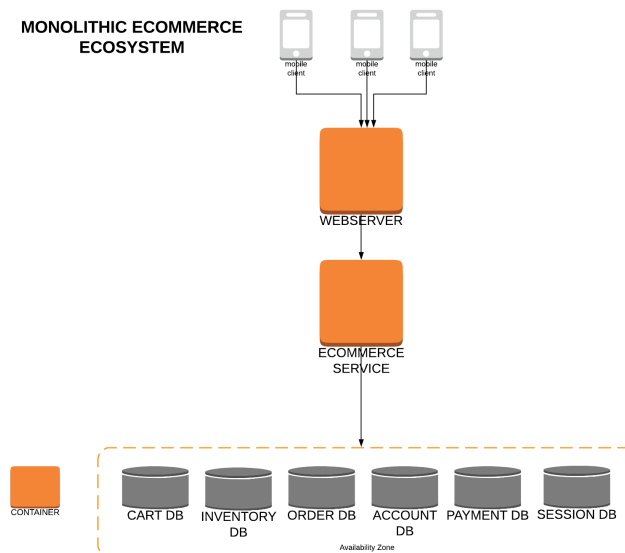 MONOLITHIC ECOMMERCE
ECOSYSTEM
mobile
client
mobile
client
mobile
client
WEBSERVER
ECOMMERCE
SERVICE
CONTAINER
CART DB
INVENTORY
DB
ORDER DB
ACCOUNT
DB
PAYMENT DB
SESSION DB
Availability Zone